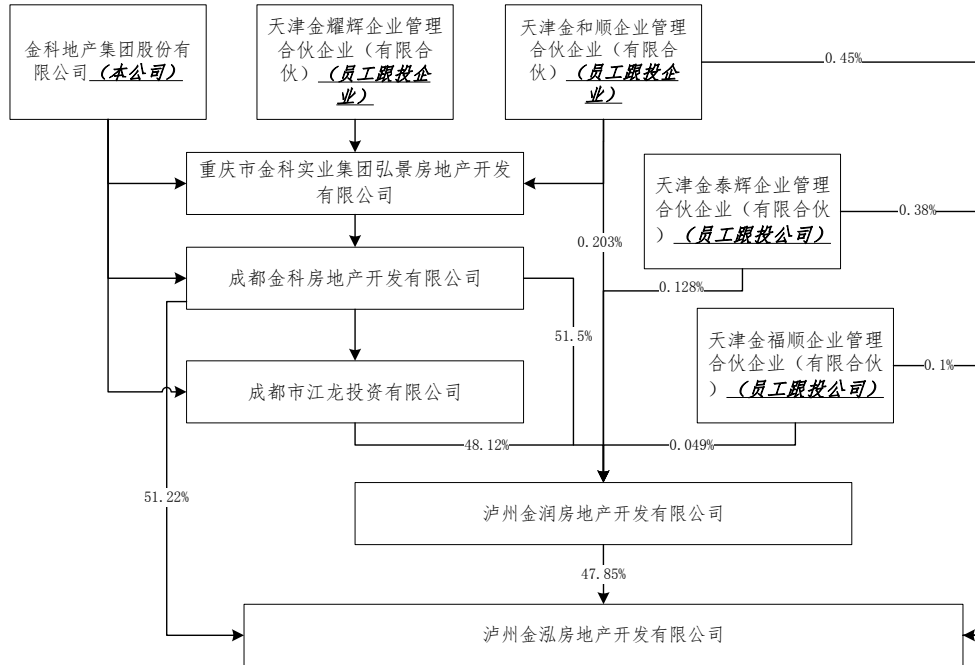 金科地产集团股份有
限公司（本公司）
天津金耀辉企业管理
合伙企业（有限合
伙）（员工跟投企
业）
天津金和顺企业管理
合伙企业（有限合
伙）（员工跟投企
业）
0.45%
重庆市金科实业集团弘景房地产开发
有限公司
天津金泰辉企业管理
合伙企业（有限合伙
）（员工跟投公司）
0.38%
0.203%
成都金科房地产开发有限公司
0.128%
51.5%
天津金福顺企业管理
合伙企业（有限合伙
）（员工跟投公司）
0.1%
成都市江龙投资有限公司
48.12%
0.049%
51.22%
泸州金润房地产开发有限公司
47.85%
泸州金泓房地产开发有限公司